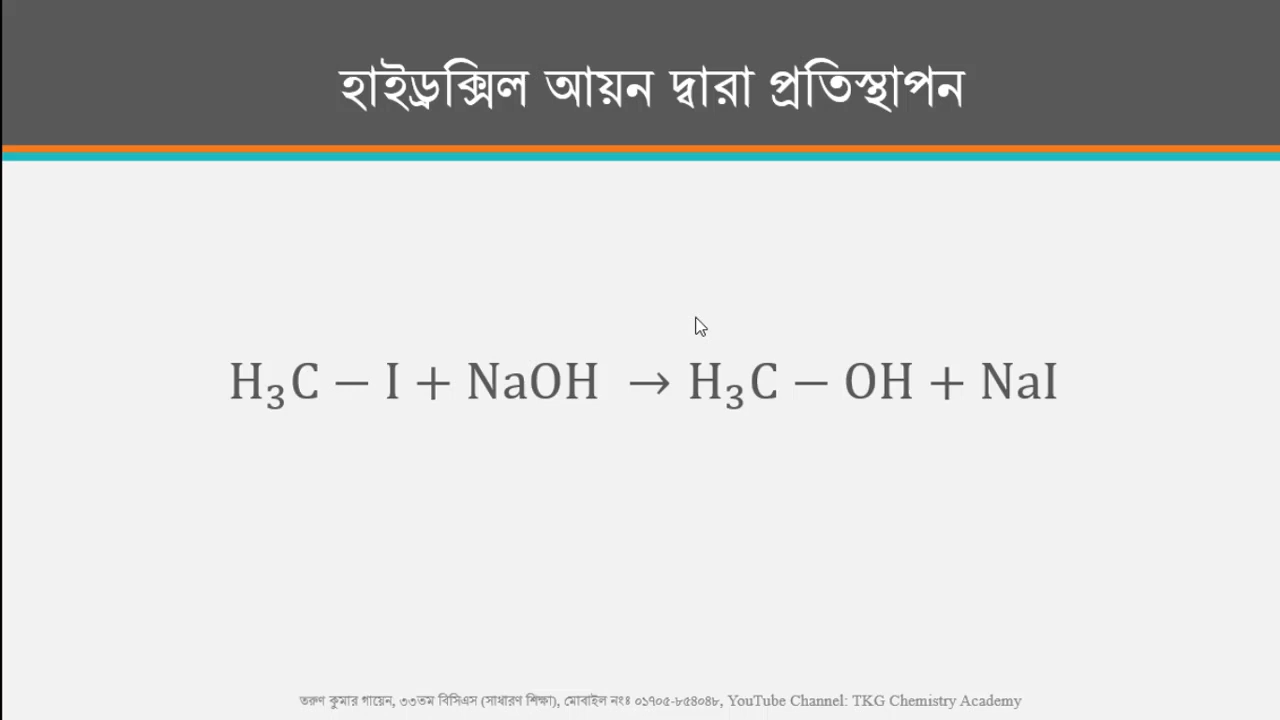 হাইড্রক্সিল আয়ন দ্বারা প্রতিস্থাপন
H₃C − I + NaOH → H₃C − OH + NaI
তরুণ কুমার গায়েন, ৩৩তম বিসিএস (সাধারণ শিক্ষা), মোবাইল নংঃ ০১৭০৫-৮৫৪০৪৮, YouTube Channel: TKG Chemistry Academy